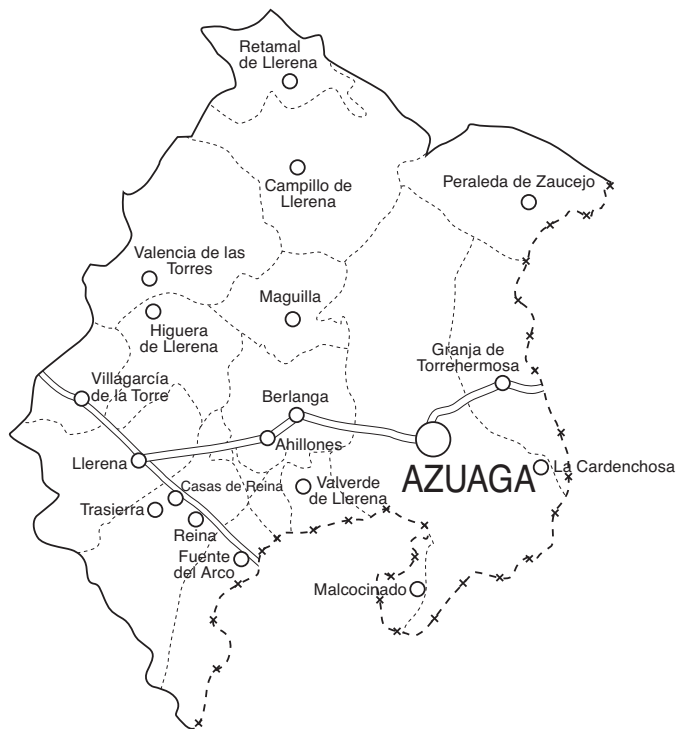 Retamal
de Llerena
Campillo de
Llerena
Peraleda de Zaucejo
Valencia de las
Torres
Higuera
de Llerena
Maguilla
Granja de
Torrehermosa
Villagarcía
de la Torre
Berlanga
Ahillones
Llerena
AZUAGA
La Cardenchosa
Casas de Reina
Valverde
de Llerena
Trasierra
Reina
Fuente
del Arco
Malcocinado